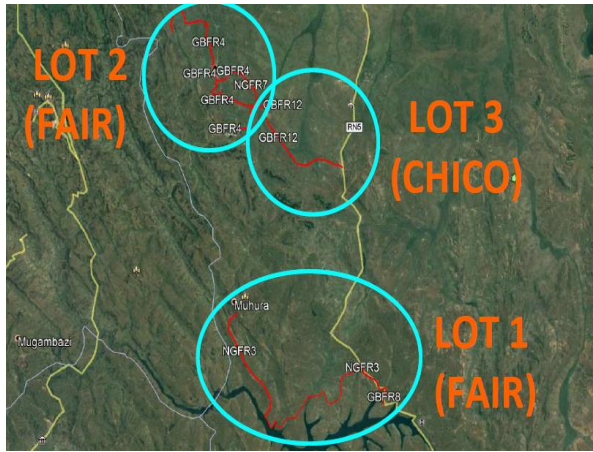 LOT 2
(FAIR)
GBFR4
GBFR4
GBFR4
NGFR7
GBFR4
GBFR12
GBFR4
GBFR12
RN5
LOT 3
(CHICO)
Muhura
Mugambazi
NGFR3
NGFR3
GBFR8
H
LOT 1
(FAIR)